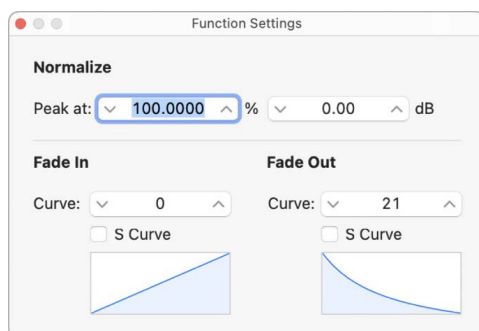 Function Settings
Normalize
Peak at: 100.0000 % 0.00 dB
Fade In Fade Out
Curve: 0 Curve: 21
S Curve S Curve